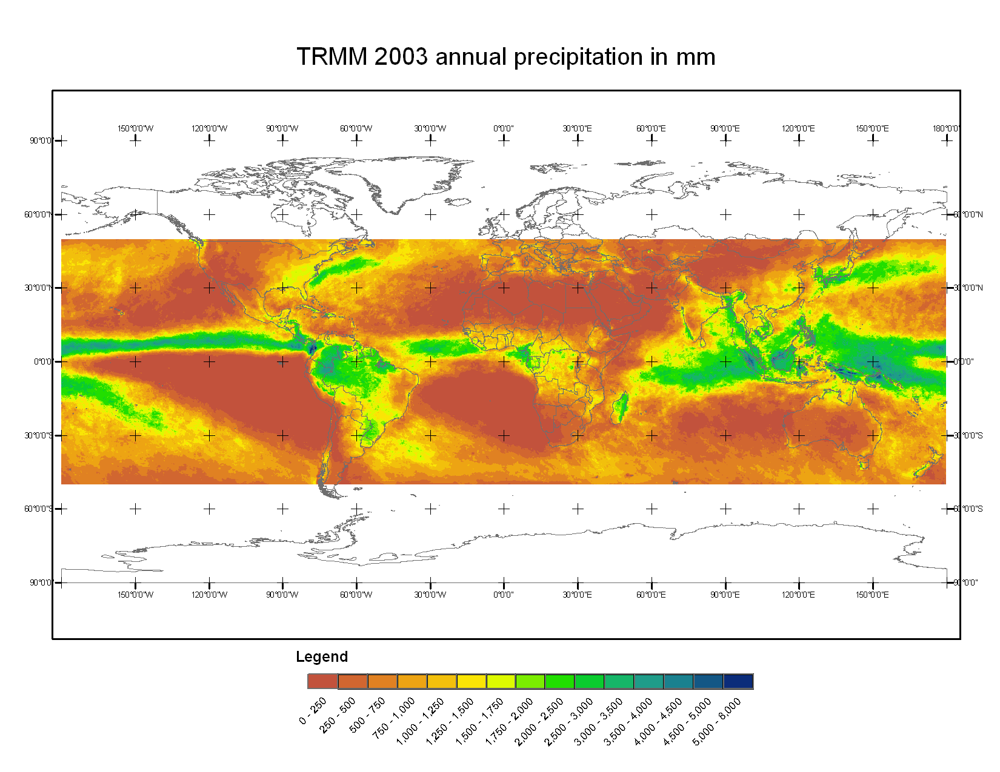 TRMM 2003 annual precipitation in mm
150°0'0"W 120°0'0"W 90°0'0"W 60°0'0"W 30°0'0"W 0°0'0" 30°0'0"E 60°0'0"E 90°0'0"E 120°0'0"E 150°0'0"E 180°0'0"
90°0'0"
60°0'0"N 60°0'0"N
30°0'0"N 30°0'0"N
0°0'0" 0°0'0"
30°0'0"S 30°0'0"S
60°0'0"S 60°0'0"S
90°0'0" 90°0'0"
150°0'0"W 120°0'0"W 90°0'0"W 60°0'0"W 30°0'0"W 0°0'0" 30°0'0"E 60°0'0"E 90°0'0"E 120°0'0"E 150°0'0"E
Legend
0 - 250
250 - 500
500 - 750
750 - 1,000
1,000 - 1,250
1,250 - 1,500
1,500 - 1,750
1,750 - 2,000
2,000 - 2,500
2,500 - 3,000
3,000 - 3,500
3,500 - 4,000
4,000 - 4,500
4,500 - 5,000
5,000 - 8,000